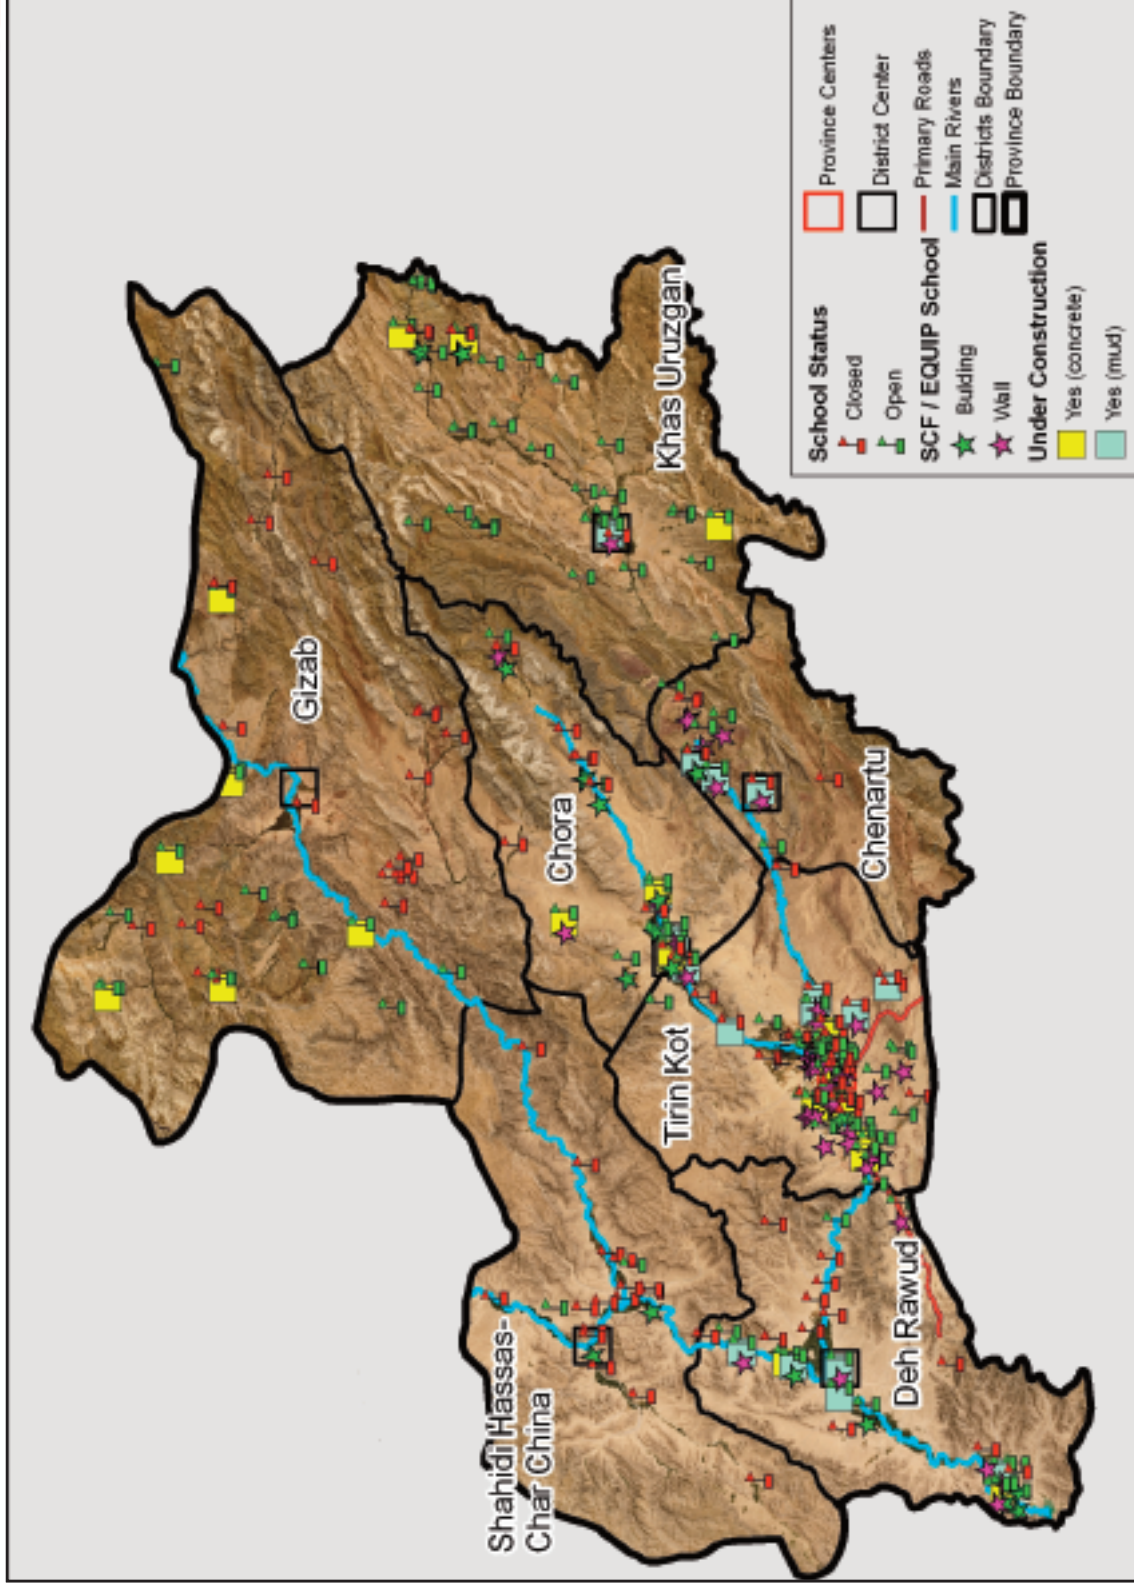 Gizab
Khas Uruzgan
Chora
Chenartu
Tirin Kot
Shahidi Hassas-
Char China
Deh Rawud
School Status
Closed
Open
SCF / EQUIP School
Bulding
Wall
Under Construction
Yes (concrete)
Yes (mud)
Province Centers
District Center
Primary Roads
Main Rivers
Districts Boundary
Province Boundary